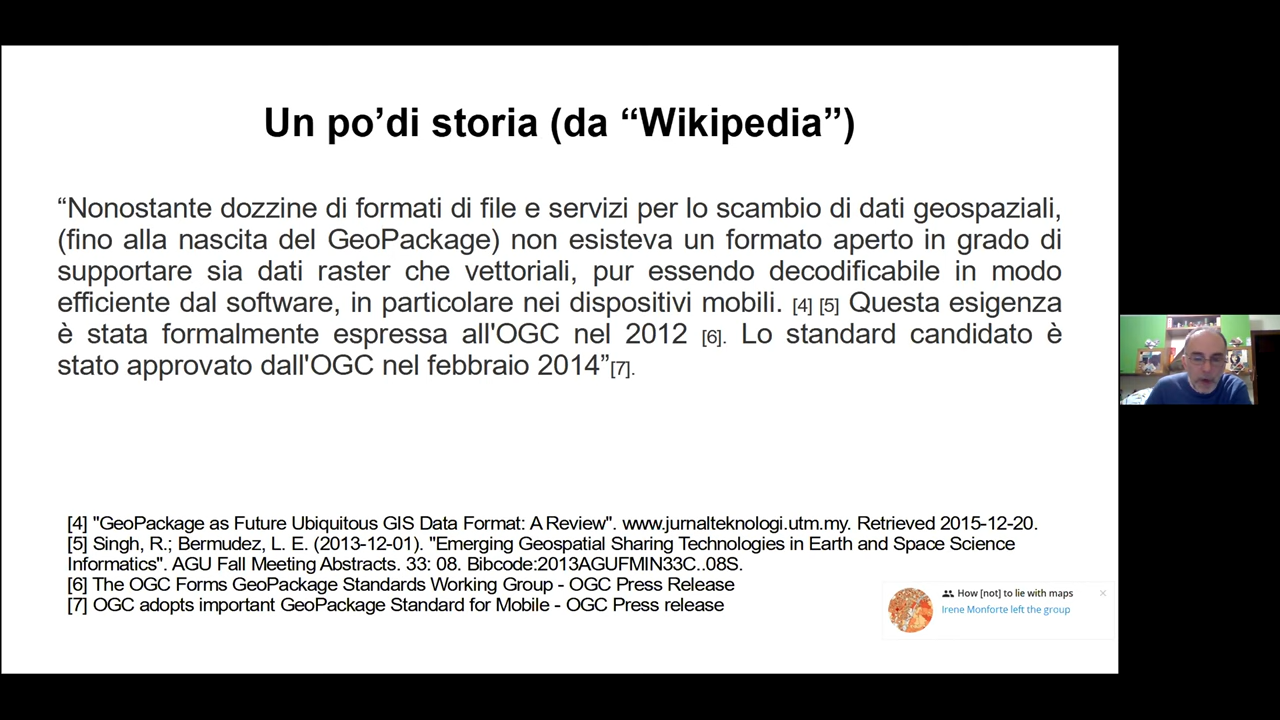 Un po’di storia (da “Wikipedia”)
“Nonostante dozzine di formati di file e servizi per lo scambio di dati geospaziali,
(fino alla nascita del GeoPackage) non esisteva un formato aperto in grado di
supportare sia dati raster che vettoriali, pur essendo decodificabile in modo
efficiente dal software, in particolare nei dispositivi mobili. [4] [5] Questa esigenza
è stata formalmente espressa all'OGC nel 2012 [6]. Lo standard candidato è
stato approvato dall'OGC nel febbraio 2014”[7].
[4] "GeoPackage as Future Ubiquitous GIS Data Format: A Review". www.jurnalteknologi.utm.my. Retrieved 2015-12-20.
[5] Singh, R.; Bermudez, L. E. (2013-12-01). "Emerging Geospatial Sharing Technologies in Earth and Space Science
Informatics". AGU Fall Meeting Abstracts. 33: 08. Bibcode:2013AGUFMIN33C..08S.
[6] The OGC Forms GeoPackage Standards Working Group - OGC Press Release
[7] OGC adopts important GeoPackage Standard for Mobile - OGC Press release
How [not] to lie with maps
Irene Monforte left the group